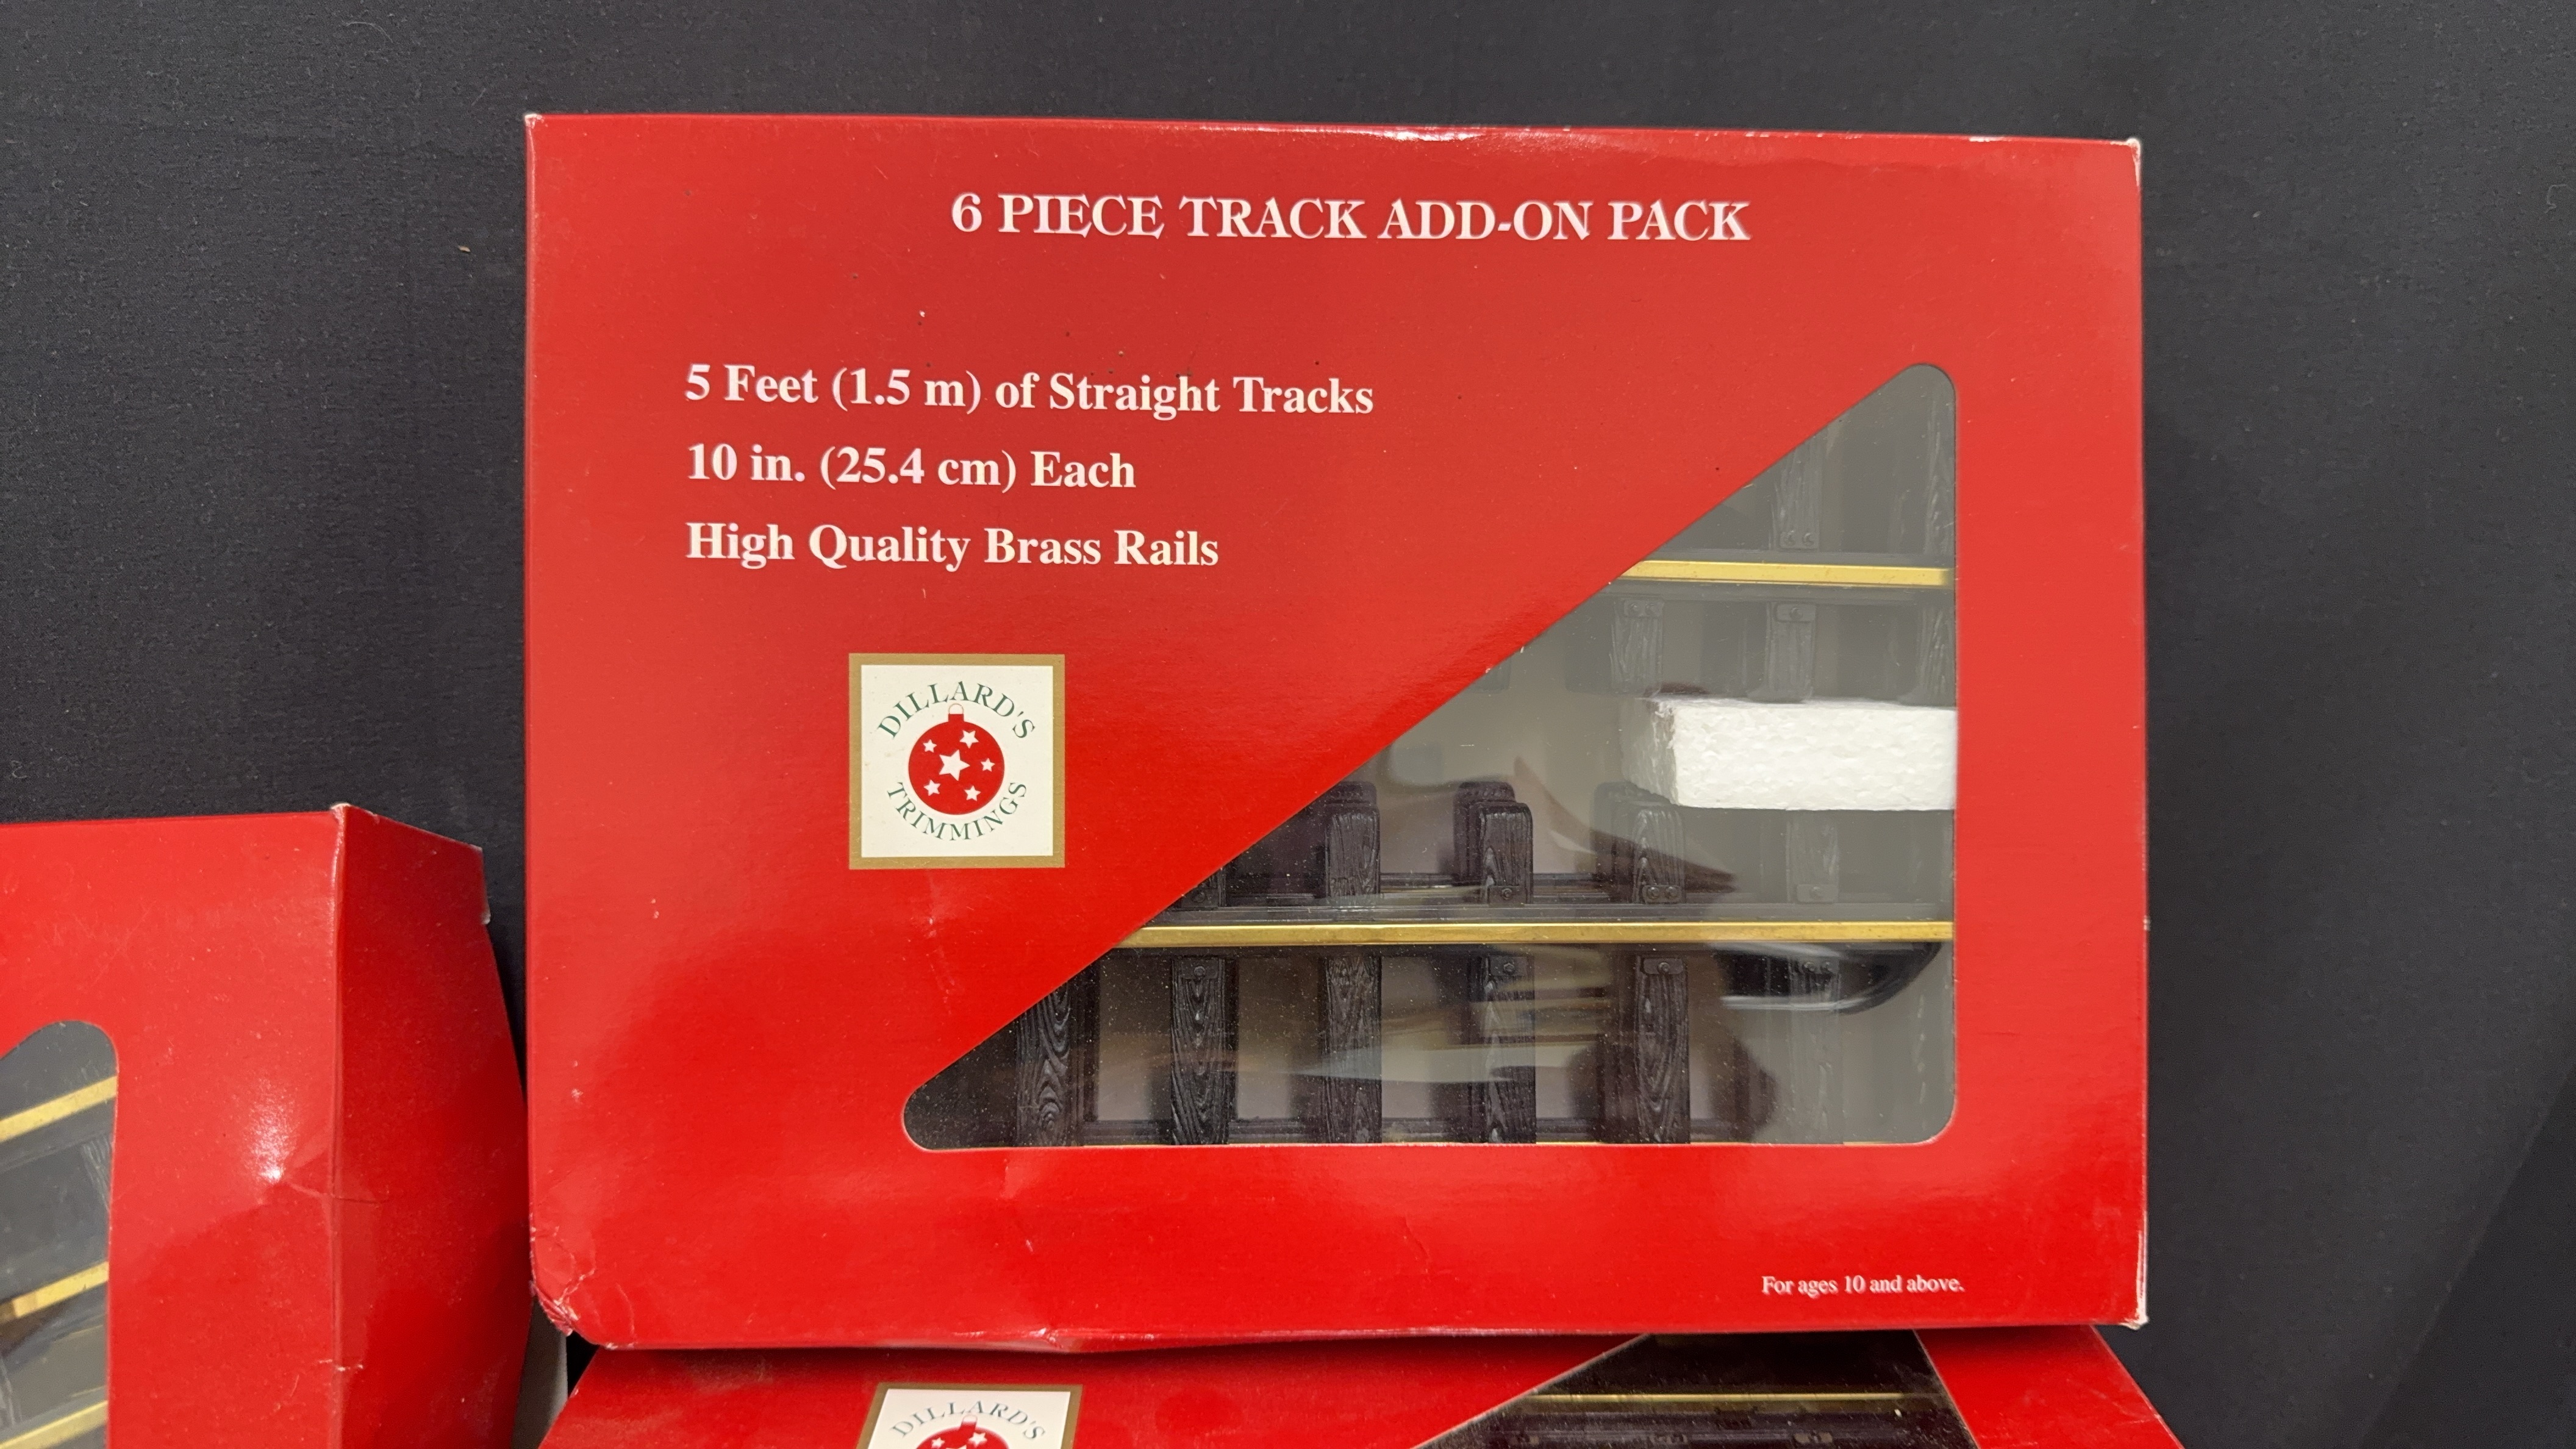 6 PIECE TRACK ADD-ON PACK
5 Feet (1.5 m) of Straight Tracks
10 in. (25.4 cm) Each
High Quality Brass Rails
DILLARD'S
TRIMMINGS
For ages 10 and above.
DILLARD'S